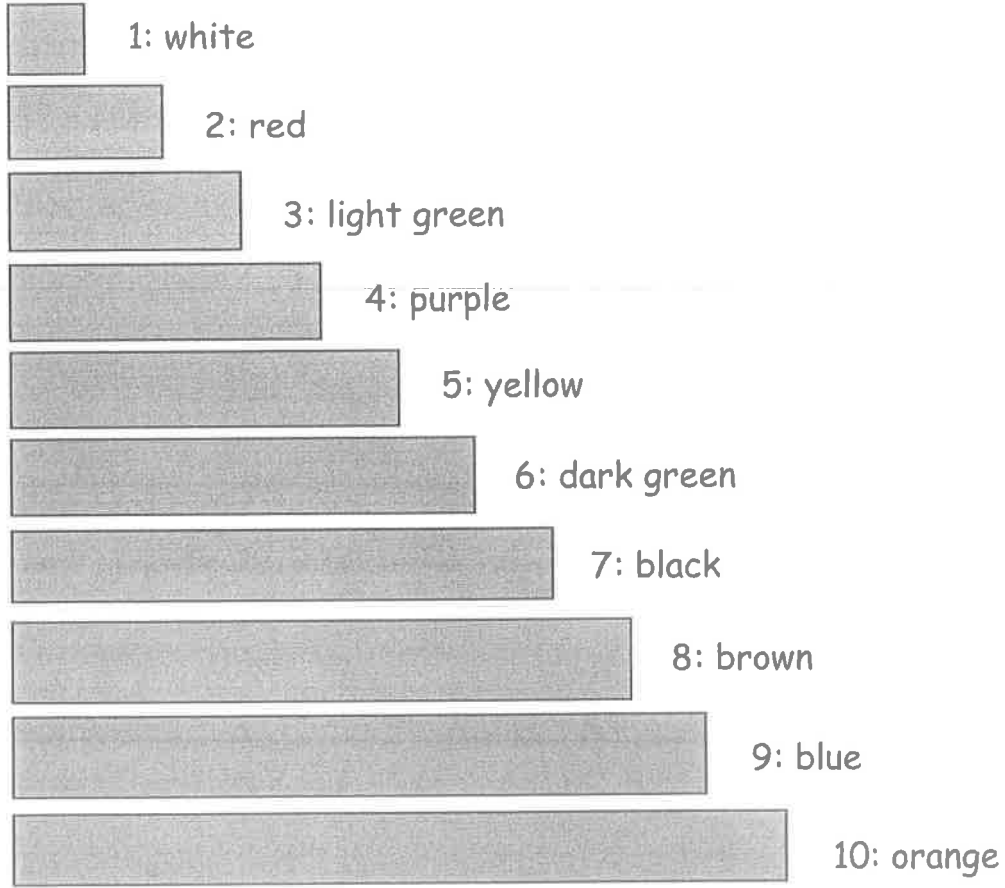 1: white
2: red
3: light green
4: purple
5: yellow
6: dark green
7: black
8: brown
9: blue
10: orange